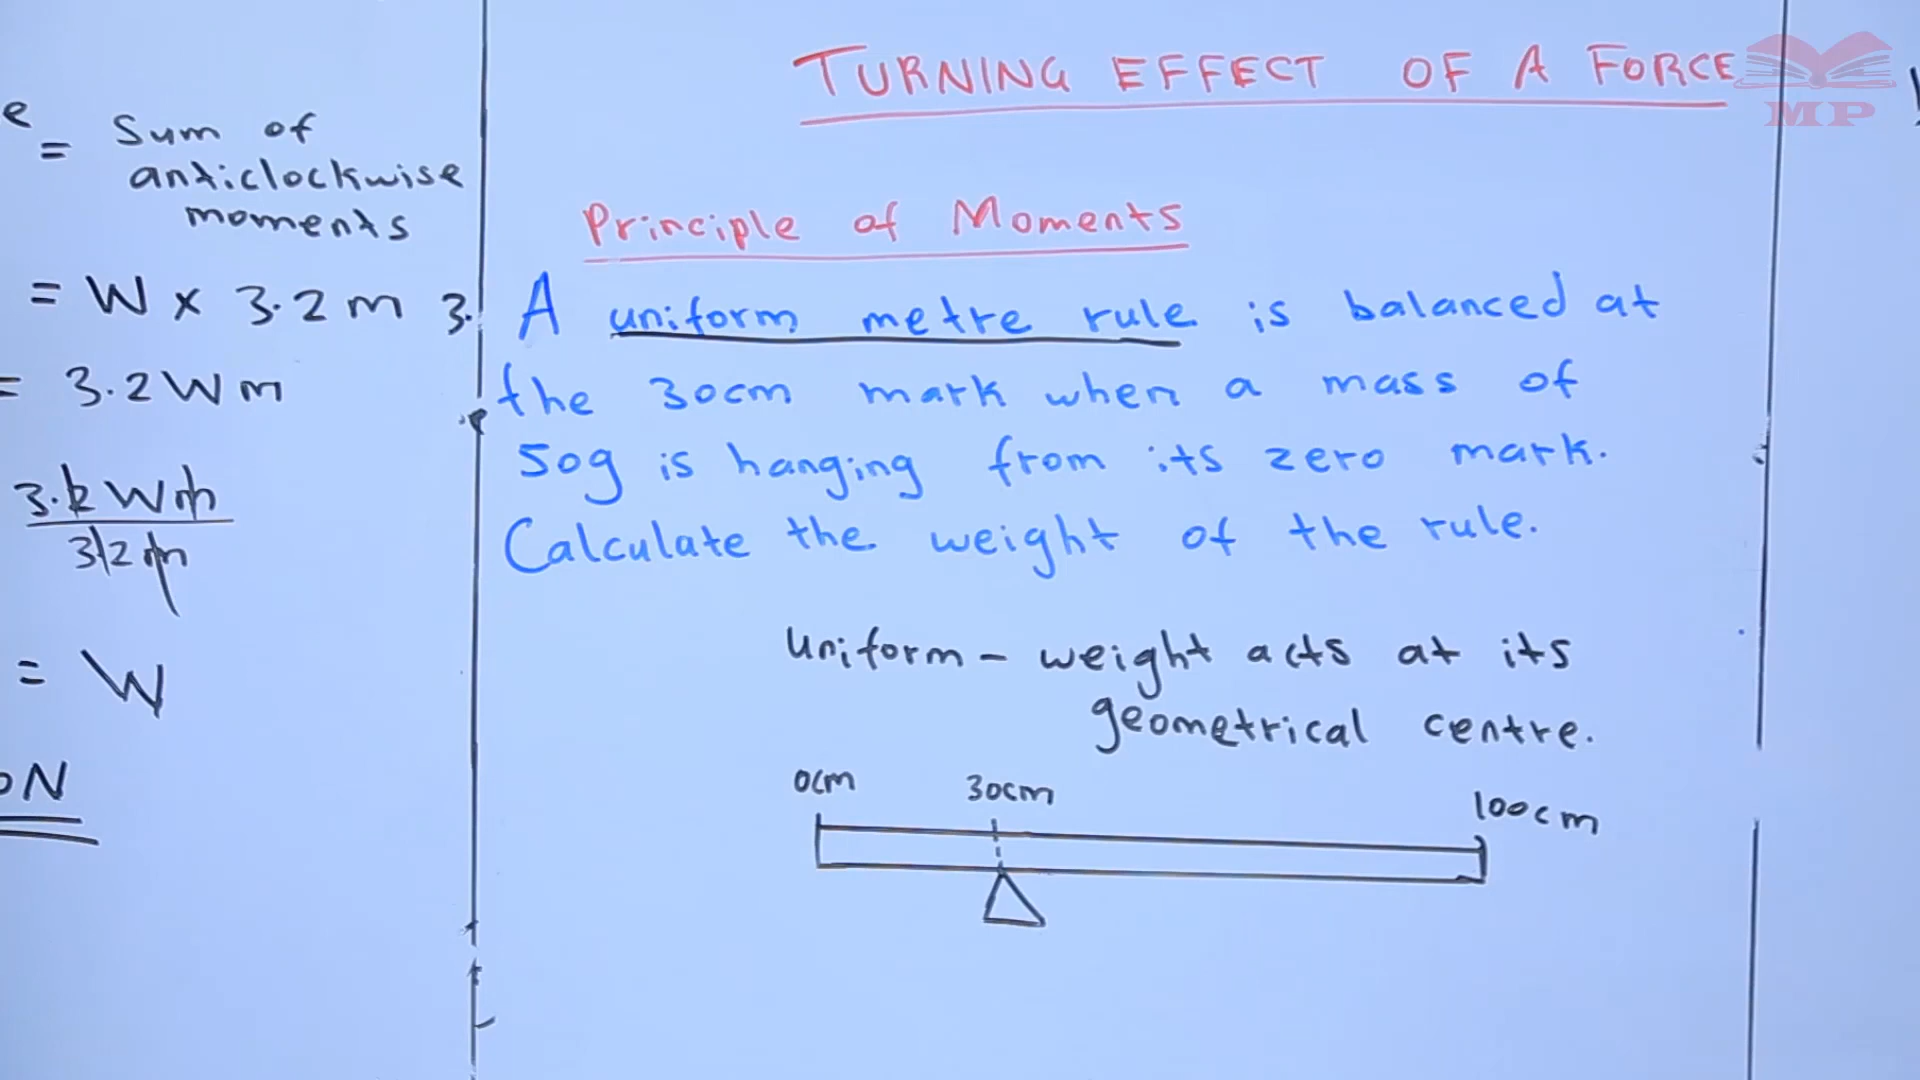 TURNING EFFECT OF A FORCE
MP
e = Sum of
anticlockwise
moments
= W x 3.2 m
= 3.2 W m
3.2 W m
3.2 m
= W
ON
Principle of Moments
3. A uniform metre rule is balanced at
the 30cm mark when a mass of
50g is hanging from its zero mark.
Calculate the weight of the rule.
uniform - weight acts at its
geometrical centre.
0cm 30cm 100cm